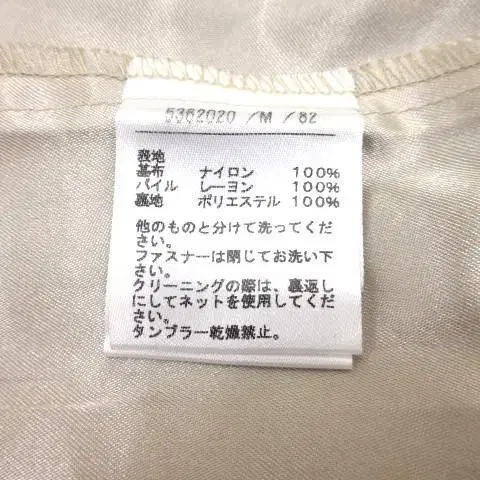 5362020 /M /82
表地
基布 ナイロン 100%
パイル レーヨン 100%
裏地 ポリエステル 100%
他のものと分けて洗ってくだ
さい。
ファスナーは閉じてお洗い下
さい。
クリーニングの際は、裏返し
にしてネットを使用してくだ
さい。
タンブラー乾燥禁止。